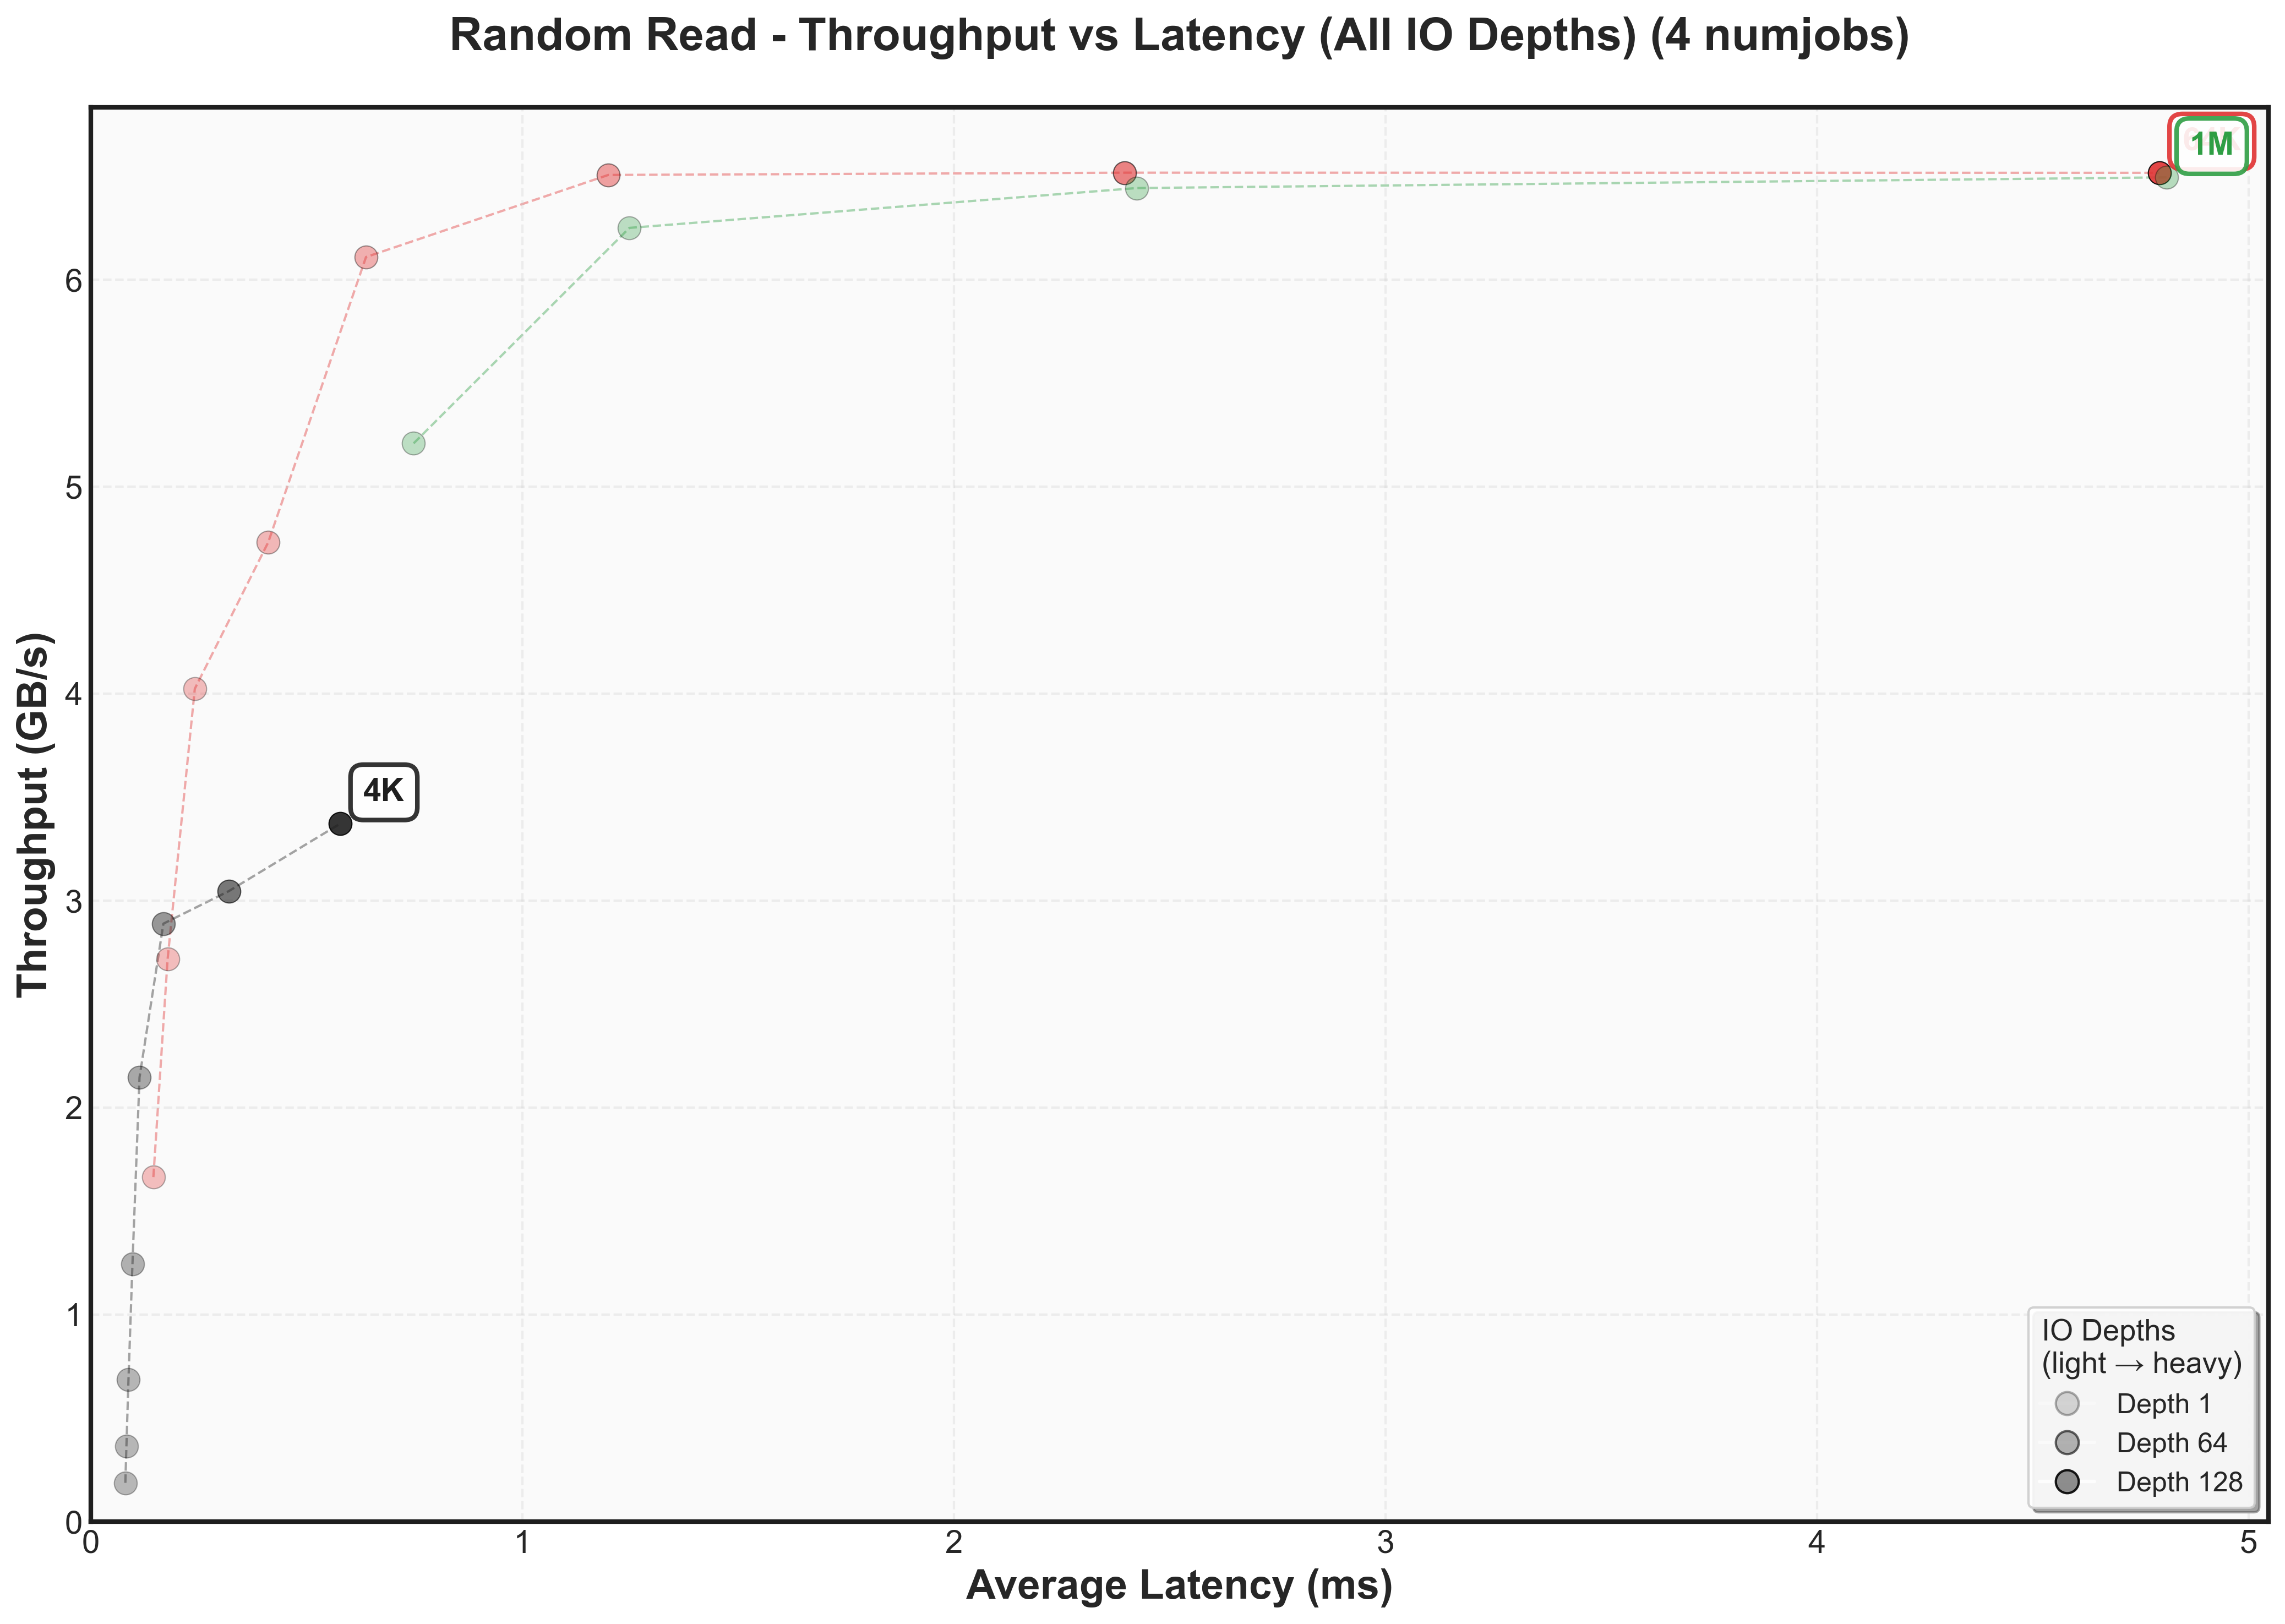 Random Read - Throughput vs Latency (All IO Depths) (4 numjobs)
1M
6
5
4
4K
3
2
1
0
Throughput (GB/s)
IO Depths
(light → heavy)
Depth 1
Depth 64
Depth 128
0 1 2 3 4 5
Average Latency (ms)